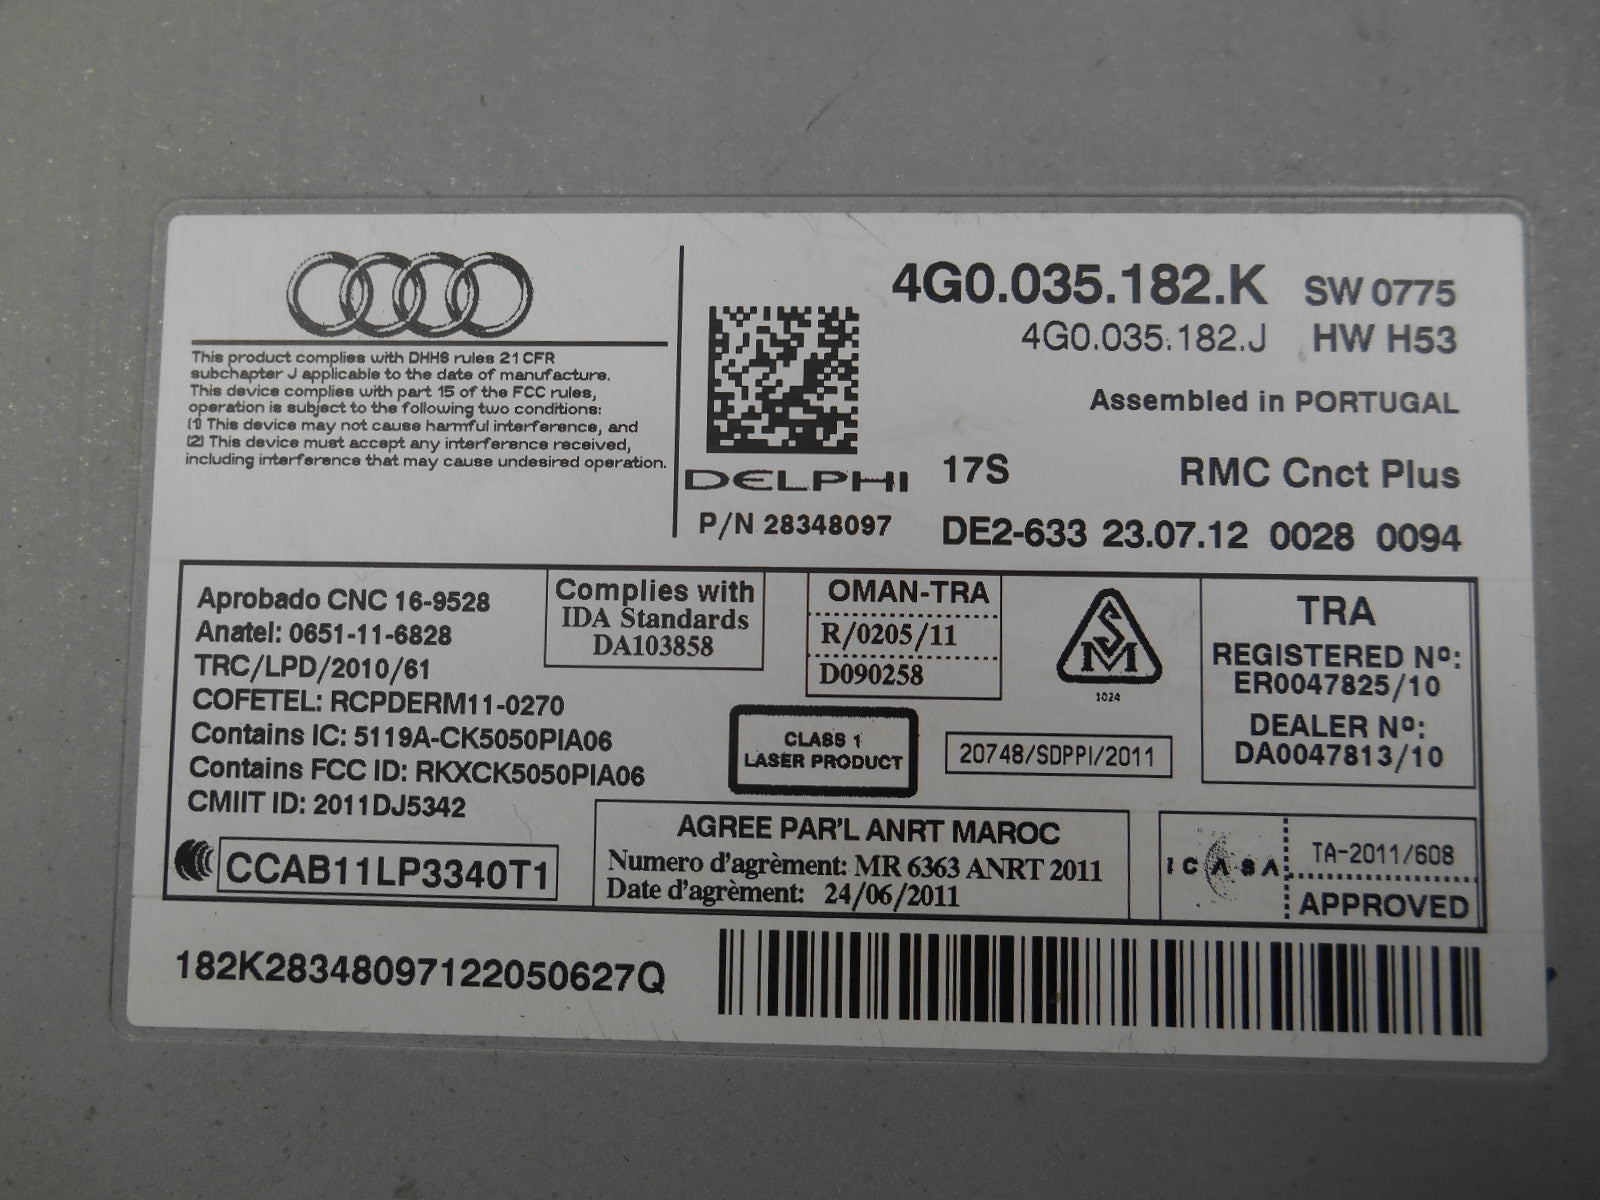 This product complies with DHHS rules 21 CFR
subchapter J applicable to the date of manufacture.
This device complies with part 15 of the FCC rules,
operation is subject to the following two conditions:
(1) This device may not cause harmful interference, and
(2) This device must accept any interference received,
including interference that may cause undesired operation.
DELPHI
P/N 28348097
4G0.035.182.K SW 0775
4G0.035.182.J HW H53
Assembled in PORTUGAL
17S RMC Cnct Plus
DE2-633 23.07.12 0028 0094
Aprobado CNC 16-9528
Anatel: 0651-11-6828
TRC/LPD/2010/61
COFETEL: RCPDERM11-0270
Contains IC: 5119A-CK5050PIA06
Contains FCC ID: RKXCK5050PIA06
CMIIT ID: 2011DJ5342
CCAB11LP3340T1
Complies with
IDA Standards
DA103858
OMAN-TRA
R/0205/11
D090258
SM
1024
CLASS 1
LASER PRODUCT
20748/SDPPI/2011
TRA
REGISTERED Nº:
ER0047825/10
DEALER Nº:
DA0047813/10
AGREE PAR'L ANRT MAROC
Numero d'agrèment: MR 6363 ANRT 2011
Date d'agrèment: 24/06/2011
ICASA
TA-2011/608
APPROVED
182K28348097122050627Q